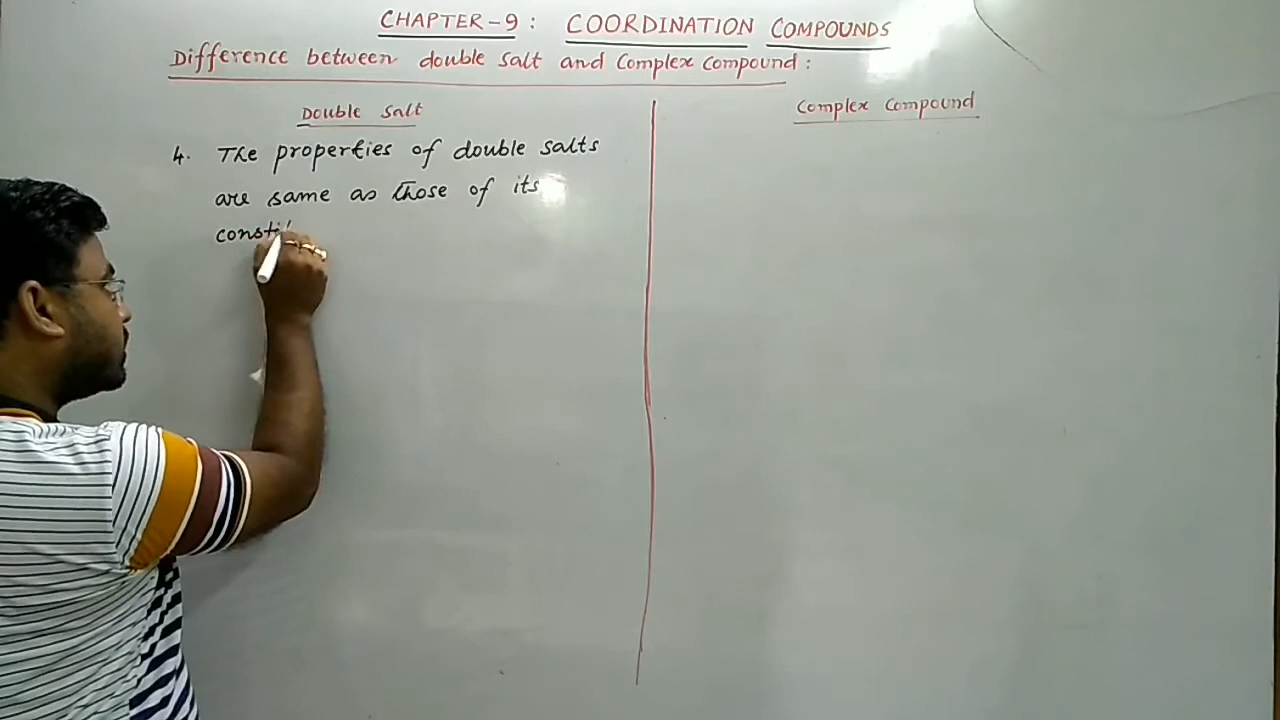 CHAPTER-9: COORDINATION COMPOUNDS
Difference between double salt and Complex Compound:
Double Salt
4. The properties of double salts
are same as those of its
Complex Compound